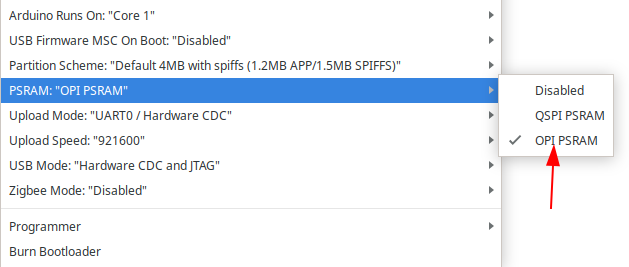 Arduino Runs On: "Core 1"
USB Firmware MSC On Boot: "Disabled"
Partition Scheme: "Default 4MB with spiffs (1.2MB APP/1.5MB SPIFFS)"
PSRAM: "OPI PSRAM"
Disabled
Upload Mode: "UART0 / Hardware CDC"
QSPI PSRAM
Upload Speed: "921600"
OPI PSRAM
USB Mode: "Hardware CDC and JTAG"
Zigbee Mode: "Disabled"
Programmer
Burn Bootloader